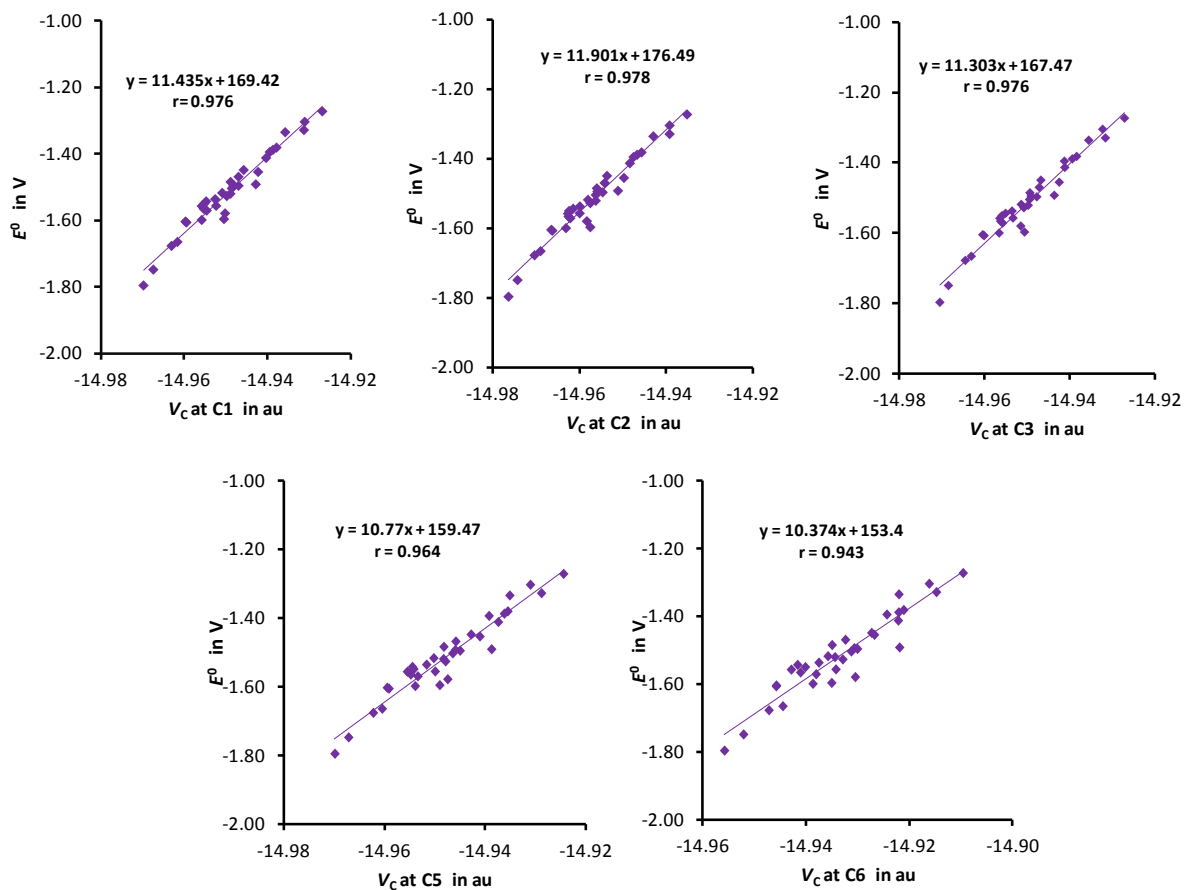 -1.00
-1.20
-1.40
-1.60
-1.80
-2.00
-14.98
-14.96
-14.94
-14.92
E⁰ in V
V_C at C1 in au
y = 11.435x + 169.42
r= 0.976
-1.00
-1.20
-1.40
-1.60
-1.80
-2.00
-14.98
-14.96
-14.94
-14.92
E⁰ in V
V_C at C2 in au
y = 11.901x + 176.49
r = 0.978
-1.00
-1.20
-1.40
-1.60
-1.80
-2.00
-14.98
-14.96
-14.94
-14.92
E⁰ in V
V_C at C3 in au
y = 11.303x + 167.47
r = 0.976
-1.00
-1.20
-1.40
-1.60
-1.80
-2.00
-14.98
-14.96
-14.94
-14.92
E⁰ in V
V_C at C5 in au
y = 10.77x + 159.47
r = 0.964
-1.00
-1.20
-1.40
-1.60
-1.80
-2.00
-14.96
-14.94
-14.92
-14.90
E⁰ in V
V_C at C6 in au
y = 10.374x + 153.4
r = 0.943